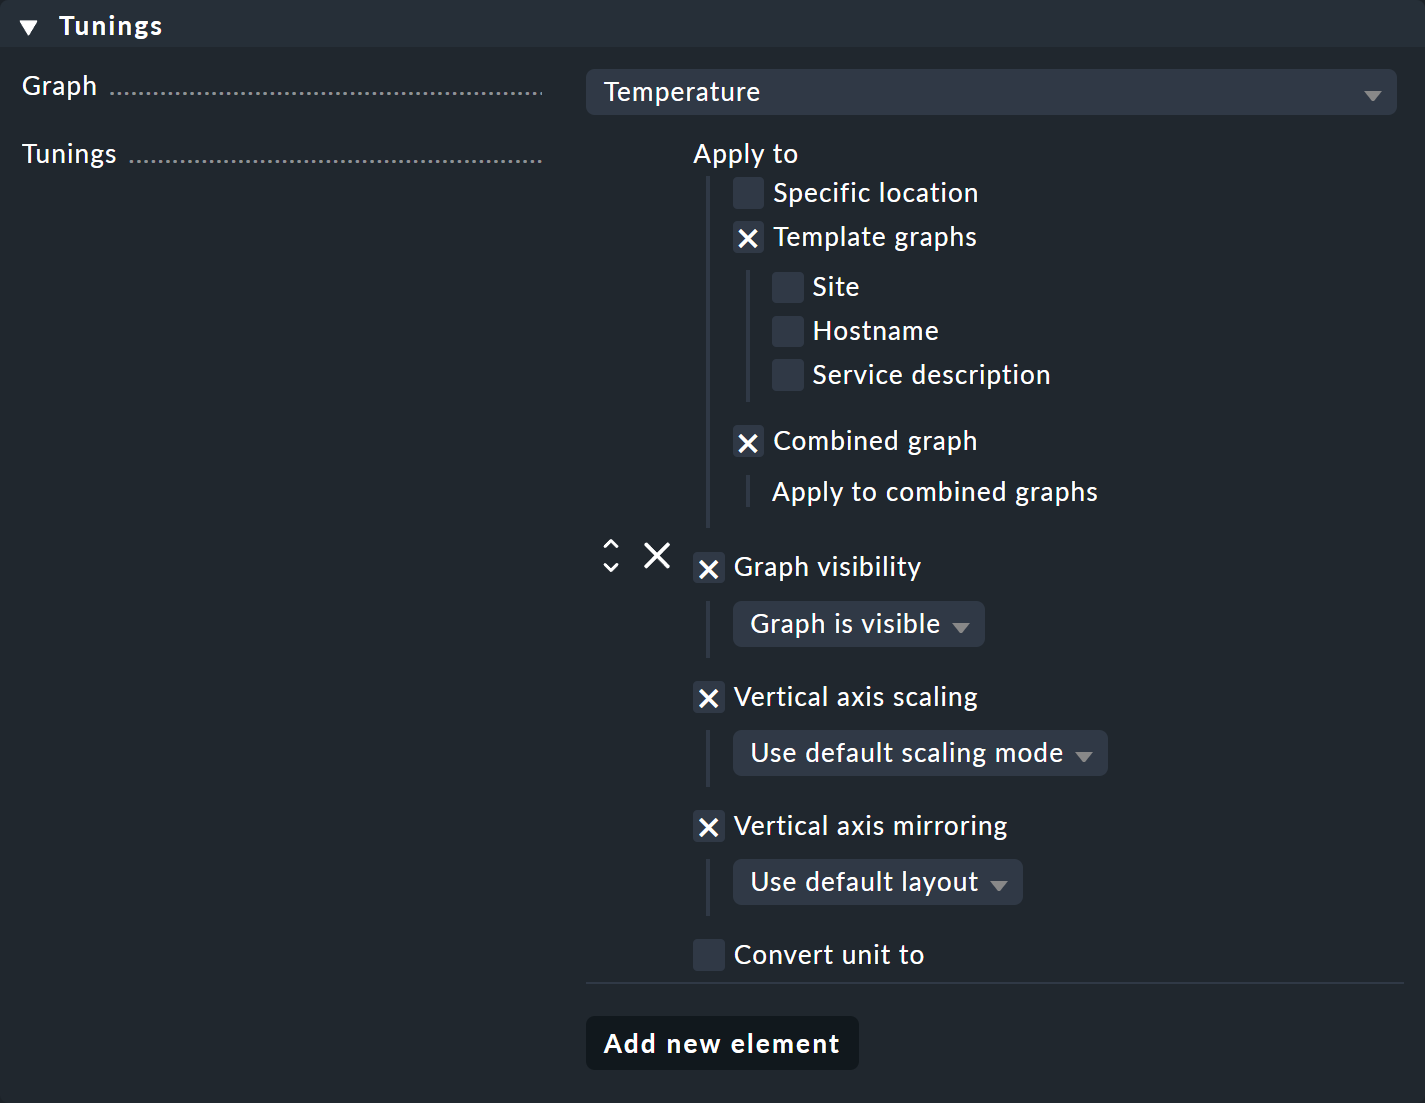 Tunings
Graph
Temperature
Tunings
Apply to
Specific location
Template graphs
Site
Hostname
Service description
Combined graph
Apply to combined graphs
Graph visibility
Graph is visible
Vertical axis scaling
Use default scaling mode
Vertical axis mirroring
Use default layout
Convert unit to
Add new element